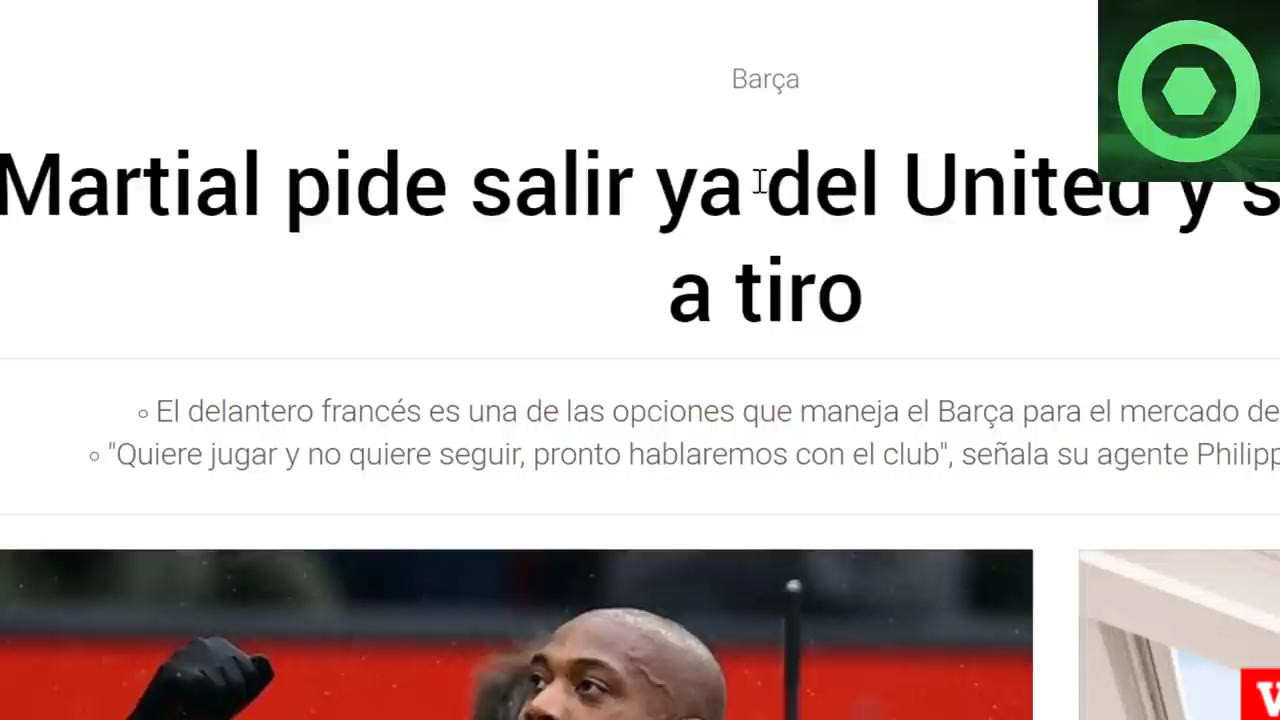 Barça
Martial pide salir ya del United y s
a tiro
El delantero francés es una de las opciones que maneja el Barça para el mercado de
"Quiere jugar y no quiere seguir, pronto hablaremos con el club", señala su agente Philipp